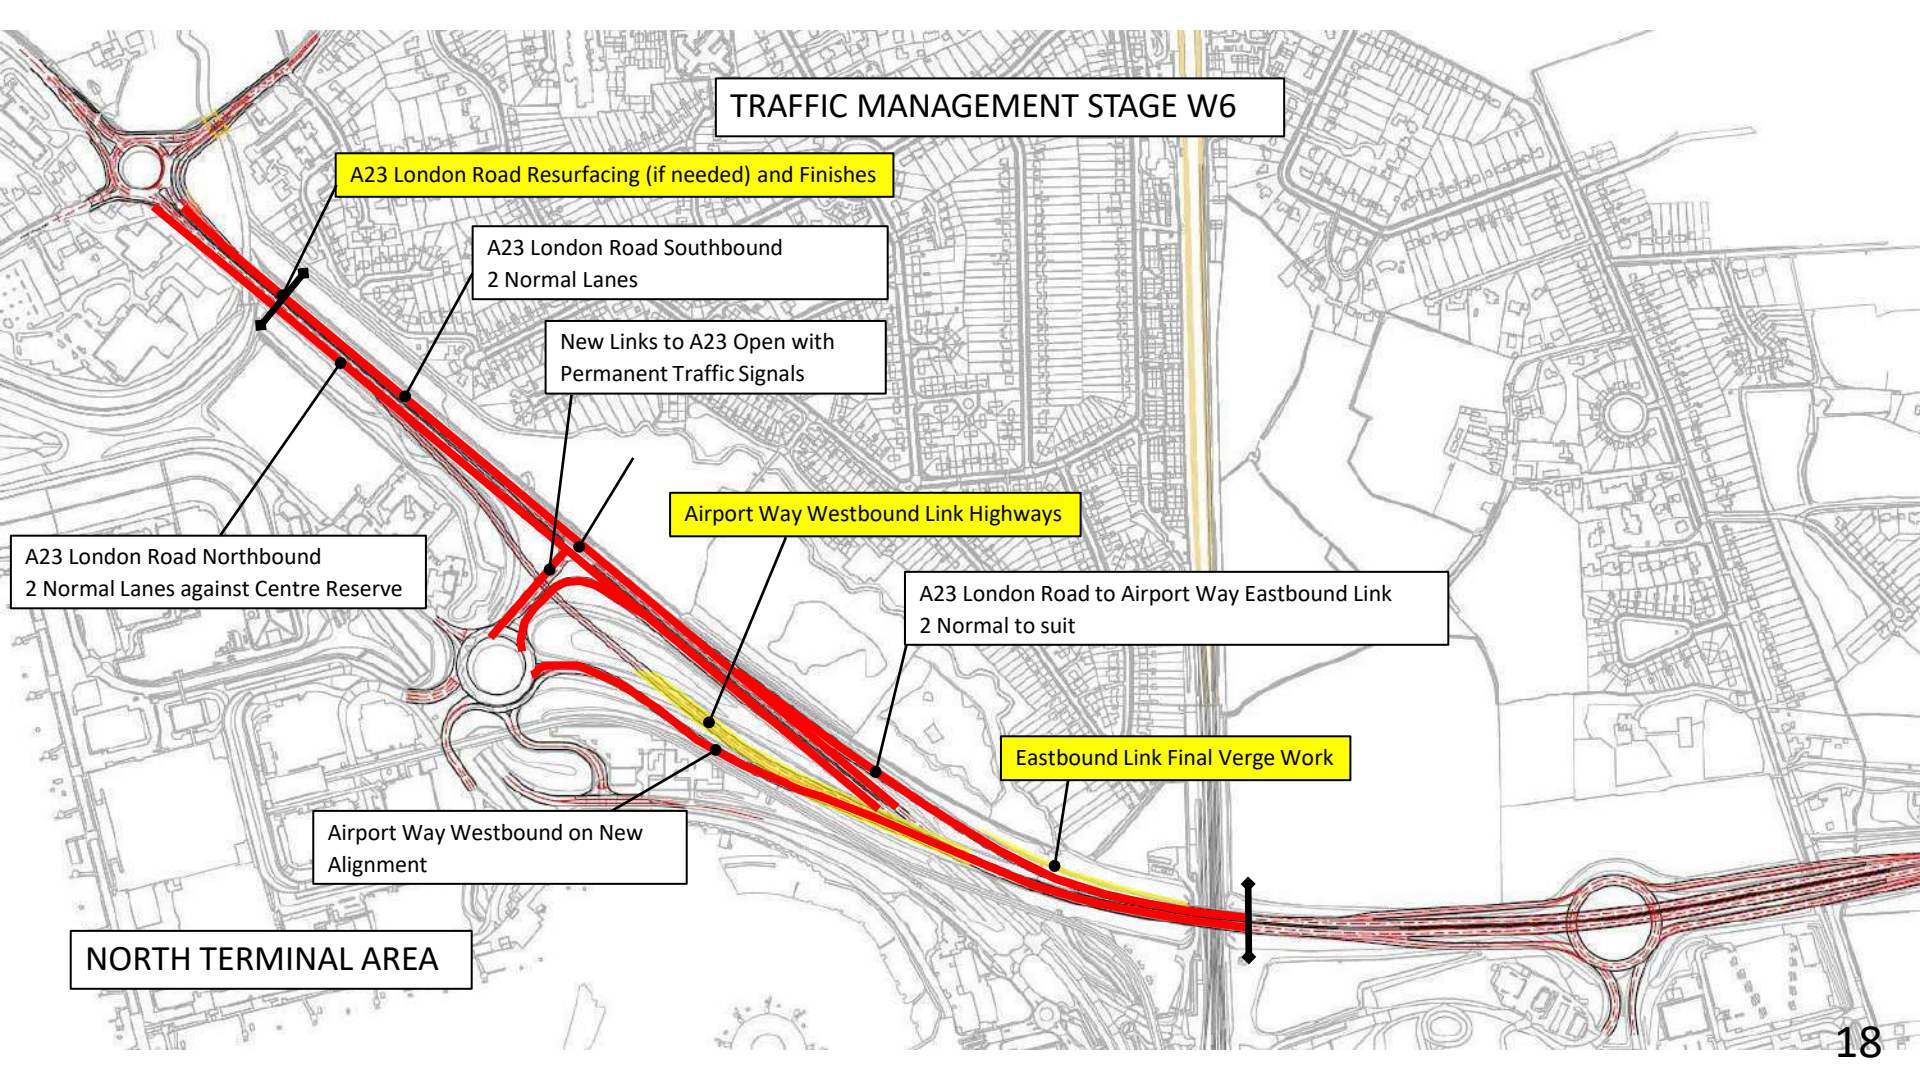 TRAFFIC MANAGEMENT STAGE W6
A23 London Road Resurfacing (if needed) and Finishes
A23 London Road Southbound
2 Normal Lanes
New Links to A23 Open with
Permanent Traffic Signals
Airport Way Westbound Link Highways
A23 London Road Northbound
2 Normal Lanes against Centre Reserve
A23 London Road to Airport Way Eastbound Link
2 Normal to suit
Eastbound Link Final Verge Work
Airport Way Westbound on New
Alignment
NORTH TERMINAL AREA
18